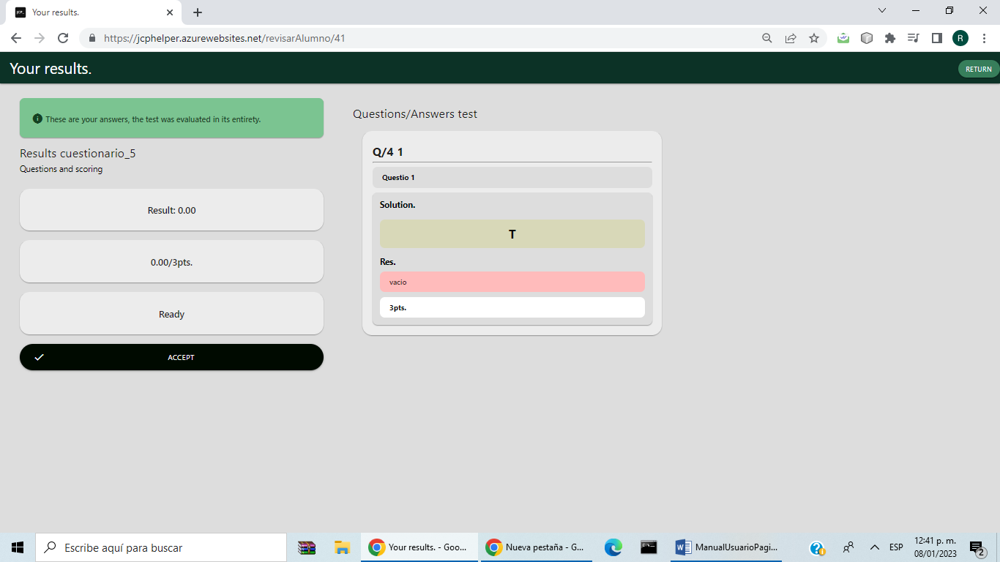 Your results.
https://jcphelper.azurewebsites.net/revisarAlumno/41
R
Your results.
RETURN
These are your answers, the test was evaluated in its entirety.
Results cuestionario_5
Questions and scoring
Result: 0.00
0.00/3pts.
Ready
ACCEPT
Questions/Answers test
Q/4 1
Questio 1
Solution.
T
Res.
vacio
3pts.
Escribe aquí para buscar
Your results. - Goo...
Nueva pestaña - G...
ManualUsuarioPagi...
ESP
12:41 p. m.
08/01/2023
2